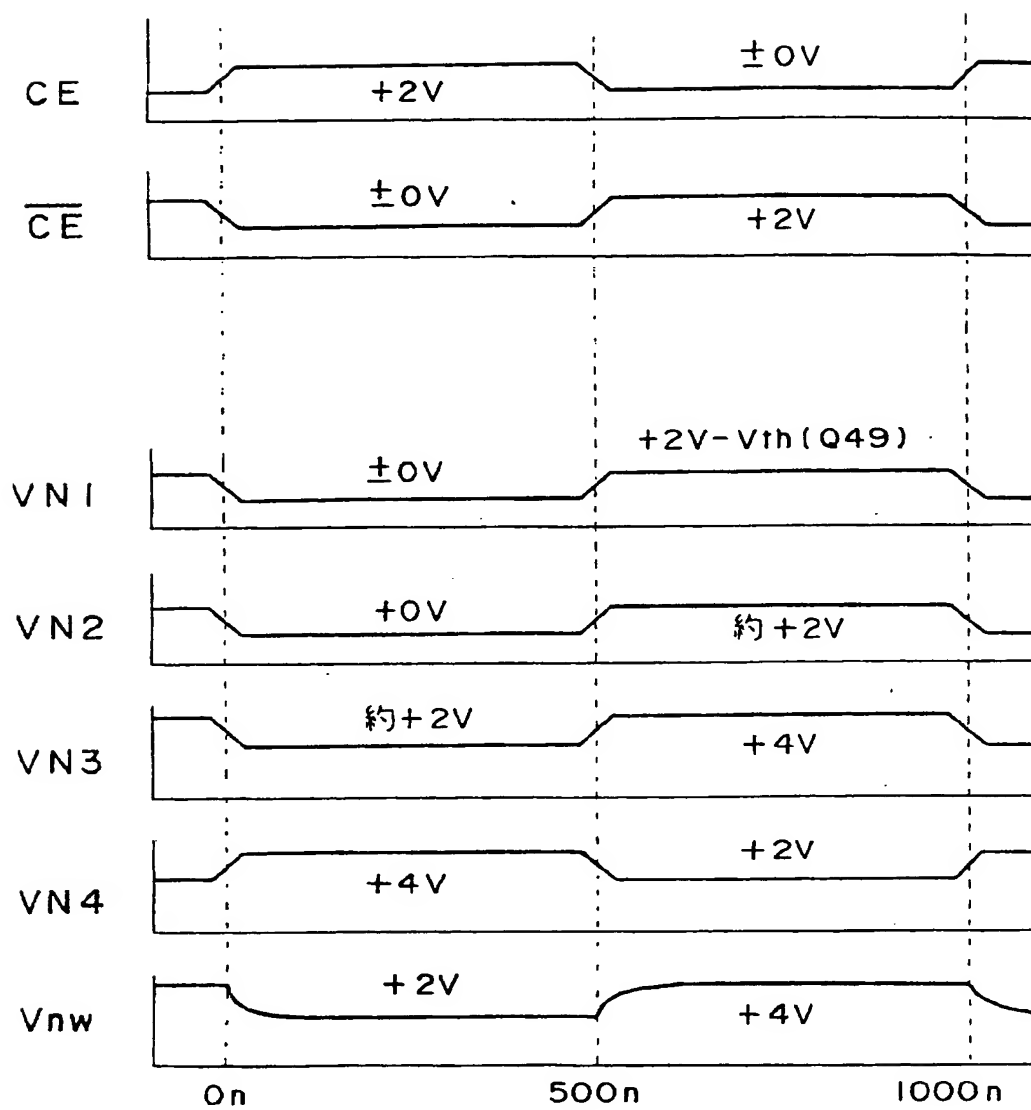 ±0V
CE
+2V
±0V
C̅E̅
+2V
+2V-Vth(Q49)
±0V
VN1
+0V
VN2
約+2V
約+2V
VN3
+4V
+2V
VN4
+4V
+2V
Vnw
+4V
0n 500n 1000n